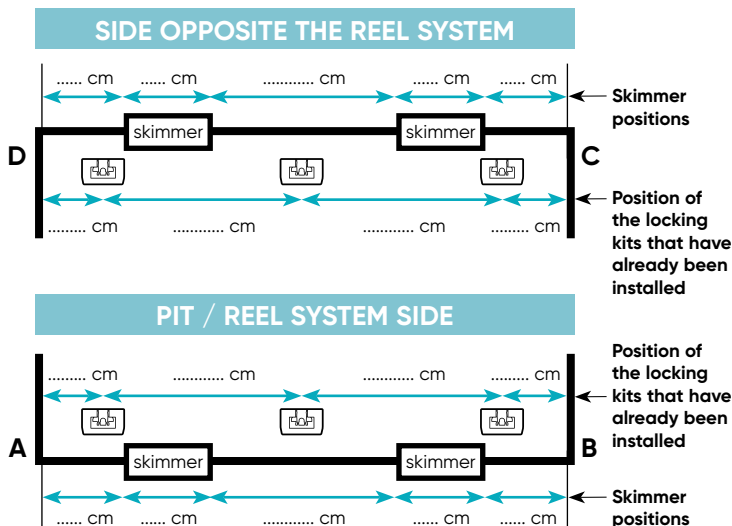 SIDE OPPOSITE THE REEL SYSTEM
...... cm ...... cm ............ cm ...... cm ...... cm
Skimmer
positions
skimmer skimmer
D C
Position of
the locking
kits that have
already been
installed
......... cm ............ cm ............ cm ......... cm
PIT / REEL SYSTEM SIDE
Position of
the locking
kits that have
already been
installed
......... cm ............ cm ............ cm ......... cm
A B
skimmer skimmer
Skimmer
positions
...... cm ...... cm ............ cm ...... cm ...... cm